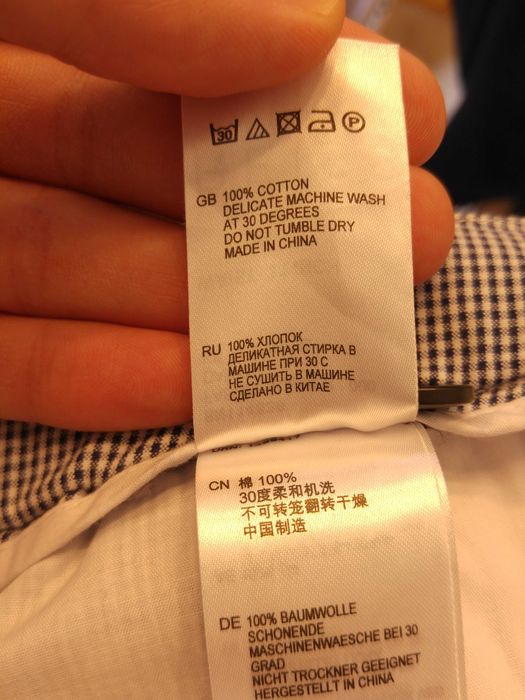 30 P
GB 100% COTTON
DELICATE MACHINE WASH
AT 30 DEGREES
DO NOT TUMBLE DRY
MADE IN CHINA
RU 100% ХЛОПОК
ДЕЛИКАТНАЯ СТИРКА В
МАШИНЕ ПРИ 30 С
НЕ СУШИТЬ В МАШИНЕ
СДЕЛАНО В КИТАЕ
CN 棉 100%
30度柔和机洗
不可转笼翻转干燥
中国制造
DE 100% BAUMWOLLE
SCHONENDE
MASCHINENWAESCHE BEI 30
GRAD
NICHT TROCKNER GEEIGNET
HERGESTELLT IN CHINA